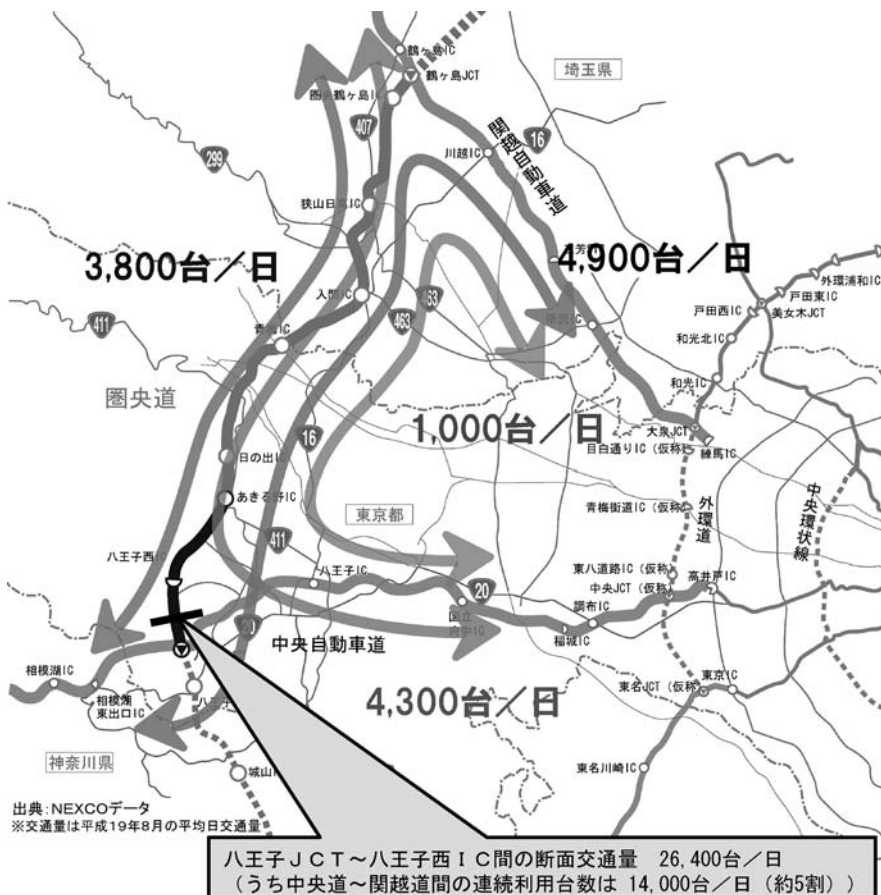 鶴ヶ島IC
鶴ヶ島JCT
圏央鶴ヶ島IC
埼玉県
407
関越自動車道
16
299
川越IC
狭山日高IC
3,800台／日
4,900台／日
外環浦和IC
戸田東IC
戸田西IC
美女木JCT
入間IC
463
463
所沢IC
和光北IC
411
青梅IC
和光IC
圏央道
1,000台／日
大泉JCT
目白通りIC（仮称）
練馬IC
16
日の出IC
あきる野IC
東京都
青梅街道IC（仮称）
外環道
中央環状線
411
八王子西IC
八王子IC
東八道路IC（仮称）
中央JCT（仮称）
高井戸IC
20
国立
府中IC
調布IC
稲城IC
20
中央自動車道
相模湖IC
相模湖
東出口IC
八王子
4,300台／日
東名JCT（仮称）
東京IC
神奈川県
城山
東名川崎IC
出典：NEXCOデータ
※交通量は平成19年8月の平均日交通量
八王子ＪＣＴ～八王子西ＩＣ間の断面交通量 26,400台／日
（うち中央道～関越道間の連続利用台数は 14,000台／日（約5割））